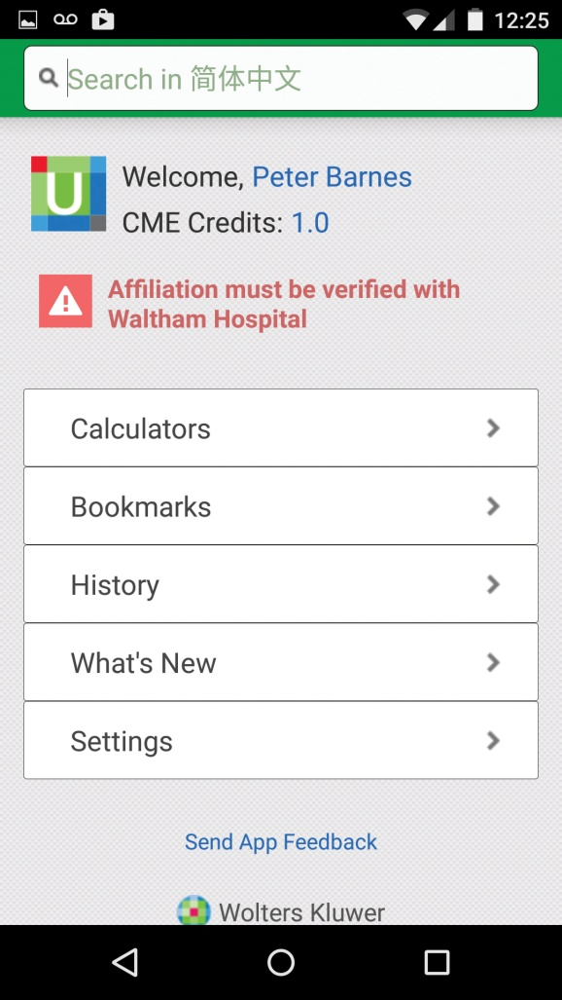 12:25
Search in 简体中文
U
Welcome, Peter Barnes
CME Credits: 1.0
Affiliation must be verified with
Waltham Hospital
Calculators
Bookmarks
History
What's New
Settings
Send App Feedback
Wolters Kluwer